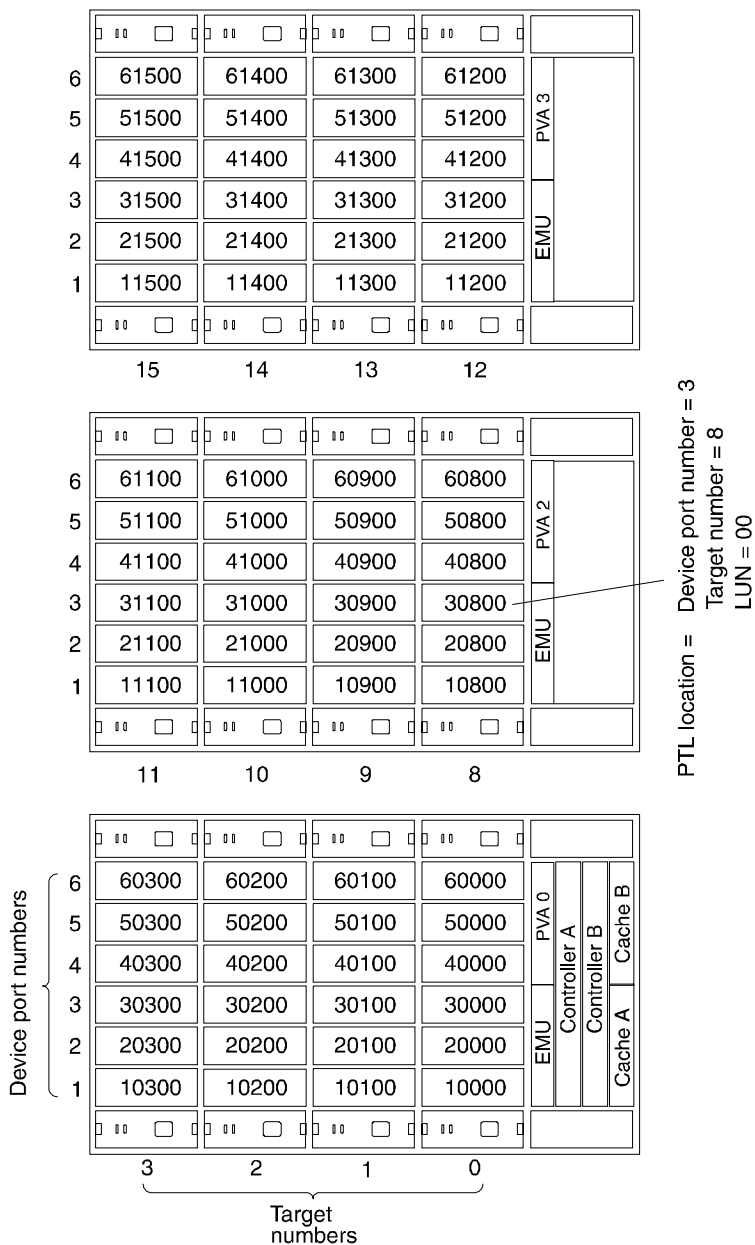 6 61500 61400 61300 61200
5 51500 51400 51300 51200
4 41500 41400 41300 41200
3 31500 31400 31300 31200
2 21500 21400 21300 21200
1 11500 11400 11300 11200
PVA 3
EMU
15 14 13 12
6 61100 61000 60900 60800
5 51100 51000 50900 50800
4 41100 41000 40900 40800
3 31100 31000 30900 30800
2 21100 21000 20900 20800
1 11100 11000 10900 10800
PVA 2
EMU
11 10 9 8
PTL location = Device port number = 3
Target number = 8
LUN = 00
Device port numbers
6 60300 60200 60100 60000
5 50300 50200 50100 50000
4 40300 40200 40100 40000
3 30300 30200 30100 30000
2 20300 20200 20100 20000
1 10300 10200 10100 10000
PVA 0
EMU
Controller A
Controller B
Cache B
Cache A
3 2 1 0
Target
numbers